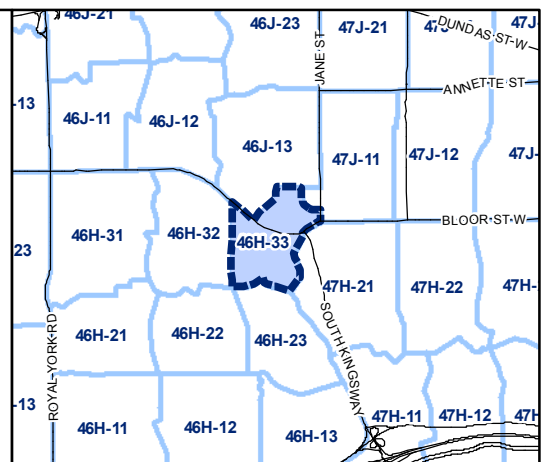 46J-21
46J-23
47J-21
47J
DUNDAS ST W
JANE ST
ANNETTE ST
-13
46J-11
46J-12
46J-13
47J-11
47J-12
47J-
BLOOR ST W
23
46H-31
46H-32
46H-33
47H-21
47H-22
47H-
ROYAL YORK RD
46H-21
46H-22
46H-23
SOUTH KINGSWAY
-13
46H-11
46H-12
46H-13
47H-11
47H-12
47H